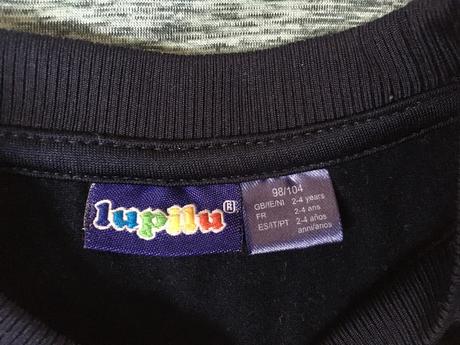 lupilu®
98/104
GB/IE/NI 2-4 years
FR 2-4 ans
ES/IT/PT 2-4 años
anni/anos